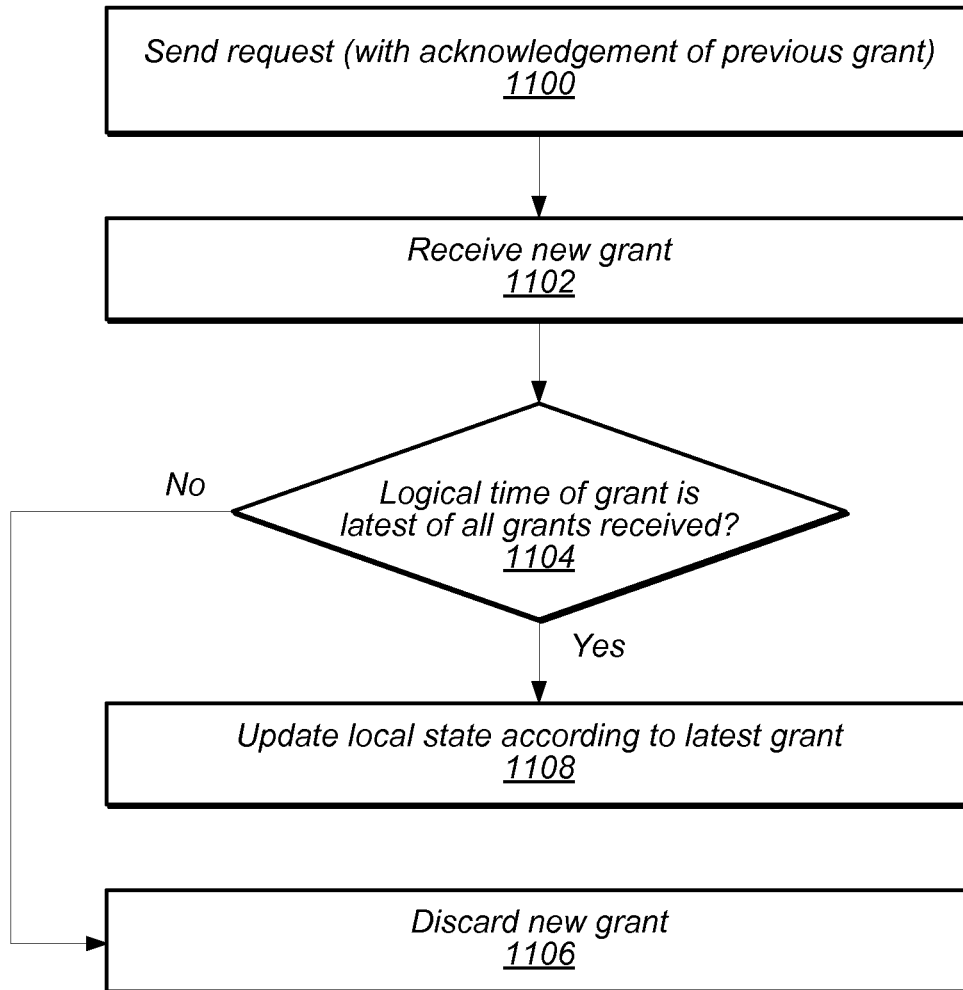 Send request (with acknowledgement of previous grant)
1100
Receive new grant
1102
No
Logical time of grant is
latest of all grants received?
1104
Yes
Update local state according to latest grant
1108
Discard new grant
1106